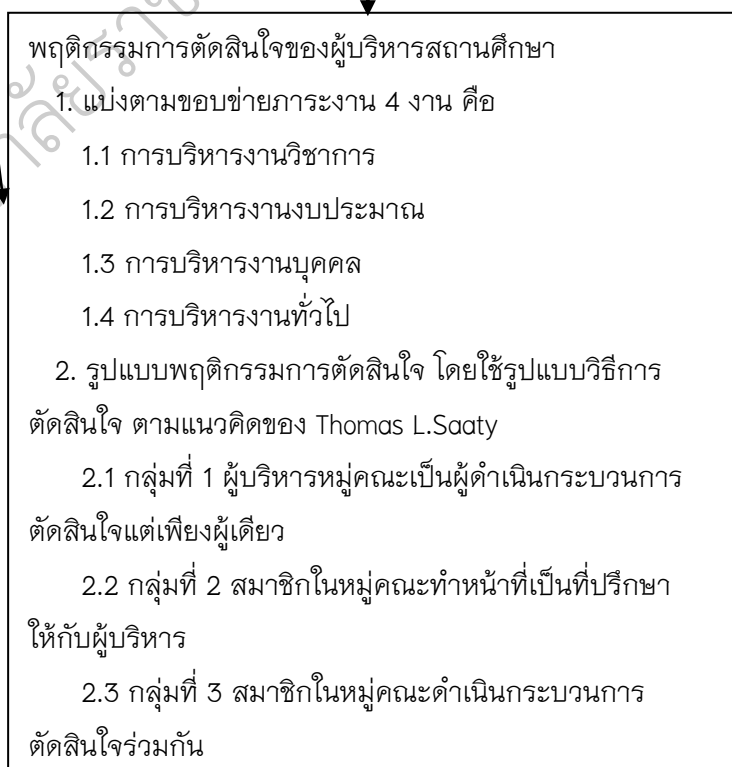 พฤติกรรมการตัดสินใจของผู้บริหารสถานศึกษา
1. แบ่งตามขอบข่ายภาระงาน 4 งาน คือ
1.1 การบริหารงานวิชาการ
1.2 การบริหารงานงบประมาณ
1.3 การบริหารงานบุคคล
1.4 การบริหารงานทั่วไป
2. รูปแบบพฤติกรรมการตัดสินใจ โดยใช้รูปแบบวิธีการ
ตัดสินใจ ตามแนวคิดของ Thomas L.Saaty
2.1 กลุ่มที่ 1 ผู้บริหารหมู่คณะเป็นผู้ดำเนินกระบวนการ
ตัดสินใจแต่เพียงผู้เดียว
2.2 กลุ่มที่ 2 สมาชิกในหมู่คณะทำหน้าที่เป็นที่ปรึกษา
ให้กับผู้บริหาร
2.3 กลุ่มที่ 3 สมาชิกในหมู่คณะดำเนินกระบวนการ
ตัดสินใจร่วมกัน